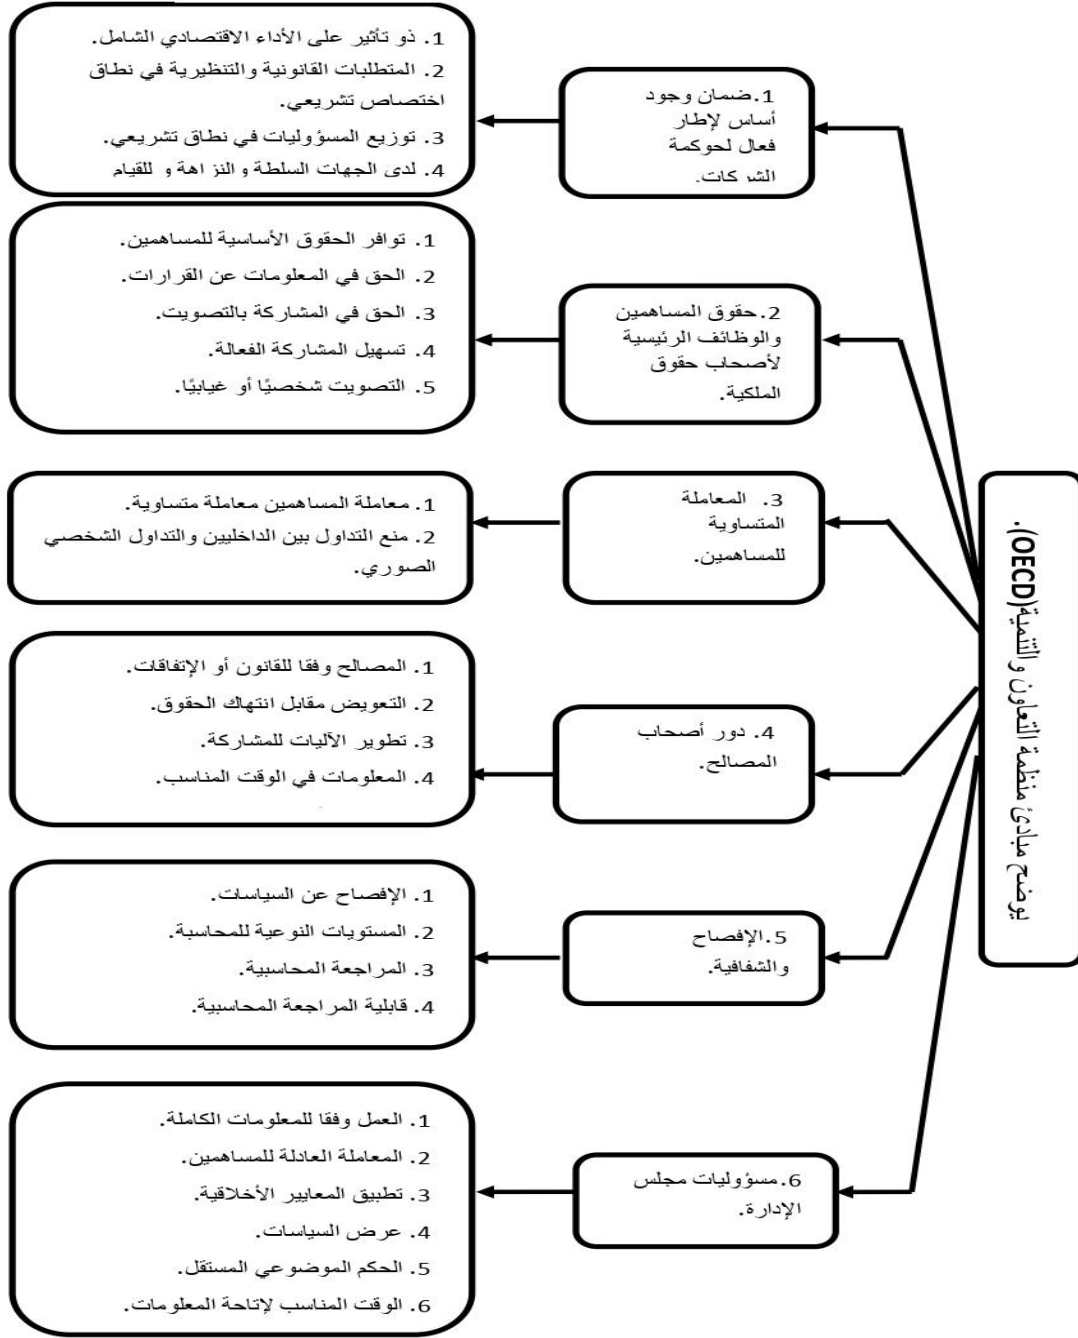 يوضح مبادئ منظمة التعاون والتنمية(OECD).
1.ضمان وجود
أساس لإطار
فعال لحوكمة
الشركات.
1. ذو تأثير على الأداء الاقتصادي الشامل.
2. المتطلبات القانونية والتنظيرية في نطاق
اختصاص تشريعي.
3. توزيع المسؤوليات في نطاق تشريعي.
4. لدى الجهات السلطة والنزاهة و للقيام
2.حقوق المساهمين
والوظائف الرئيسية
لأصحاب حقوق
الملكية.
1. توافر الحقوق الأساسية للمساهمين.
2. الحق في المعلومات عن القرارات.
3. الحق في المشاركة بالتصويت.
4. تسهيل المشاركة الفعالة.
5. التصويت شخصيًا أو غيابيًا.
3. المعاملة
المتساوية
للمساهمين.
1. معاملة المساهمين معاملة متساوية.
2. منع التداول بين الداخليين والتداول الشخصي
الصوري.
4. دور أصحاب
المصالح.
1. المصالح وفقا للقانون أو الإتفاقات.
2. التعويض مقابل انتهاك الحقوق.
3. تطوير الآليات للمشاركة.
4. المعلومات في الوقت المناسب.
5.الإفصاح
والشفافية.
1. الإفصاح عن السياسات.
2. المستويات النوعية للمحاسبة.
3. المراجعة المحاسبية.
4. قابلية المراجعة المحاسبية.
6.مسؤوليات مجلس
الإدارة.
1. العمل وفقا للمعلومات الكاملة.
2. المعاملة العادلة للمساهمين.
3. تطبيق المعايير الأخلاقية.
4. عرض السياسات.
5. الحكم الموضوعي المستقل.
6. الوقت المناسب لإتاحة المعلومات.